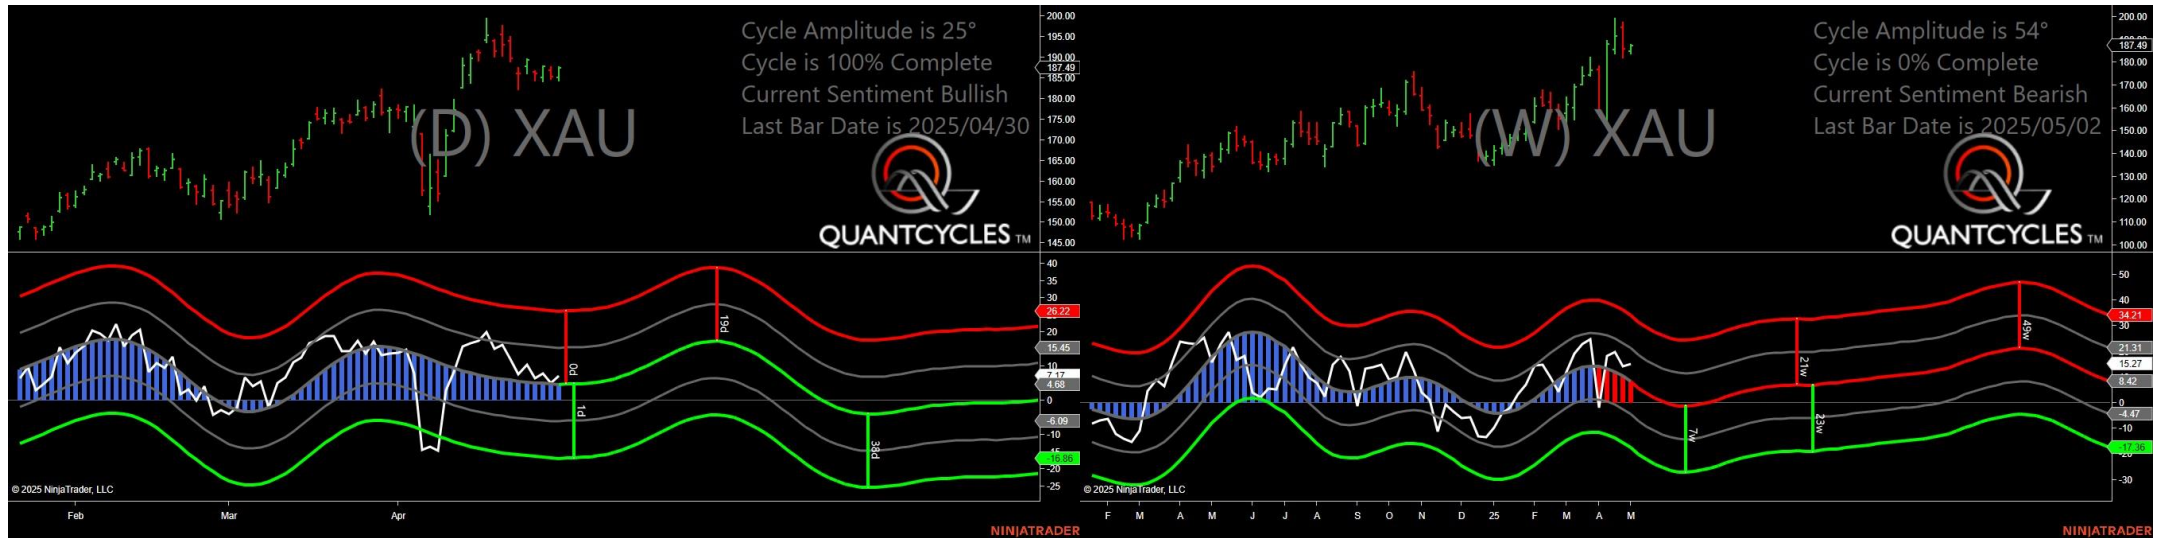 Cycle Amplitude is 25°
Cycle is 100% Complete
Current Sentiment Bullish
Last Bar Date is 2025/04/30
(D) XAU
QUANTCYCLES TM
200.00
195.00
190.00
187.49
185.00
180.00
175.00
170.00
165.00
160.00
155.00
150.00
145.00
40
35
30
26.22
20
15.45
10
7.17
4.68
0
-6.09
-10
-16.86
-20
-25
0d
1d
19d
38d
© 2025 NinjaTrader, LLC
Feb Mar Apr
NINJATRADER
Cycle Amplitude is 54°
Cycle is 0% Complete
Current Sentiment Bearish
Last Bar Date is 2025/05/02
(W) XAU
QUANTCYCLES TM
200.00
187.49
180.00
170.00
160.00
150.00
140.00
130.00
120.00
110.00
100.00
50
40
34.21
30
21.31
15.27
8.42
0
-4.47
-10
-17.36
-30
7w
21w
23w
49w
© 2025 NinjaTrader, LLC
F M A M J J A S O N D 25 F M A M
NINJATRADER